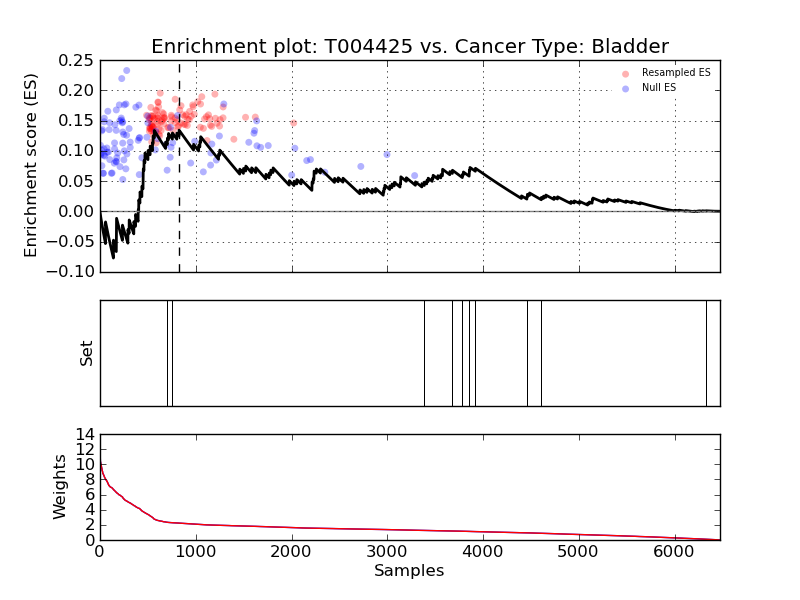 Enrichment plot: T004425 vs. Cancer Type: Bladder
Enrichment score (ES)
0.25
0.20
0.15
0.10
0.05
0.00
−0.05
−0.10
Resampled ES
Null ES
Set
Weights
14
12
10
8
6
4
2
0
0 1000 2000 3000 4000 5000 6000
Samples